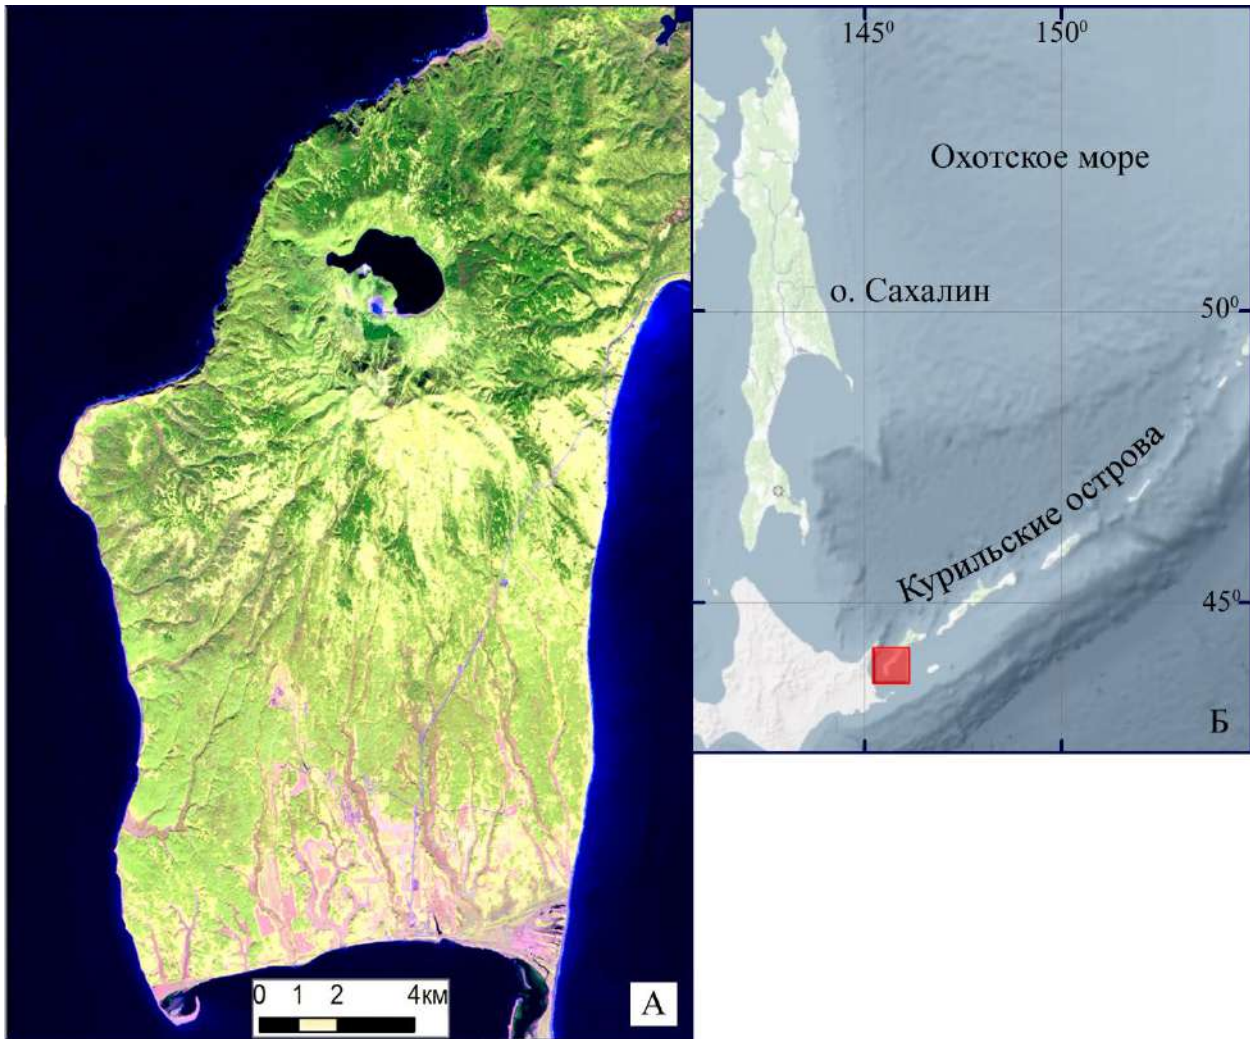 145⁰ 150⁰
Охотское море
о. Сахалин
50⁰
Курильские острова
45⁰
Б
0 1 2 4км
А